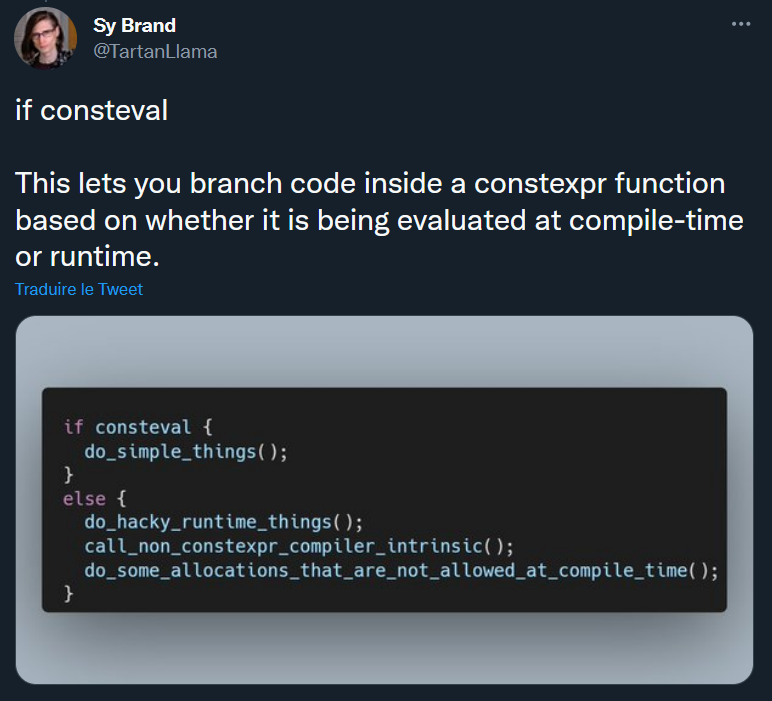 Sy Brand
@TartanLlama
if consteval
This lets you branch code inside a constexpr function
based on whether it is being evaluated at compile-time
or runtime.
Traduire le Tweet
if consteval {
  do_simple_things();
}
else {
  do_hacky_runtime_things();
  call_non_constexpr_compiler_intrinsic();
  do_some_allocations_that_are_not_allowed_at_compile_time();
}